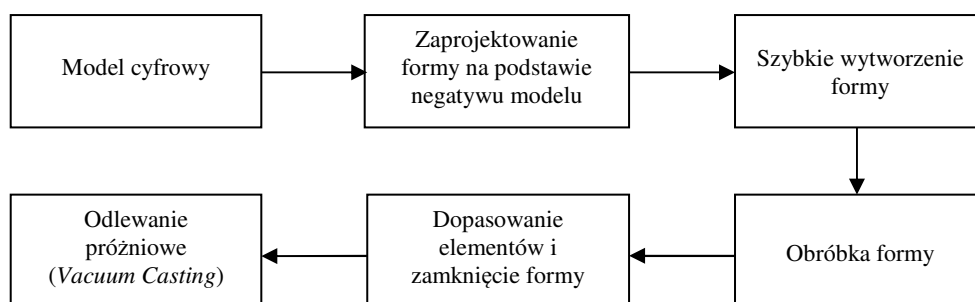 Model cyfrowy
Zaprojektowanie
formy na podstawie
negatywu modelu
Szybkie wytworzenie
formy
Obróbka formy
Dopasowanie
elementów i
zamknięcie formy
Odlewanie
próżniowe
(Vacuum Casting)